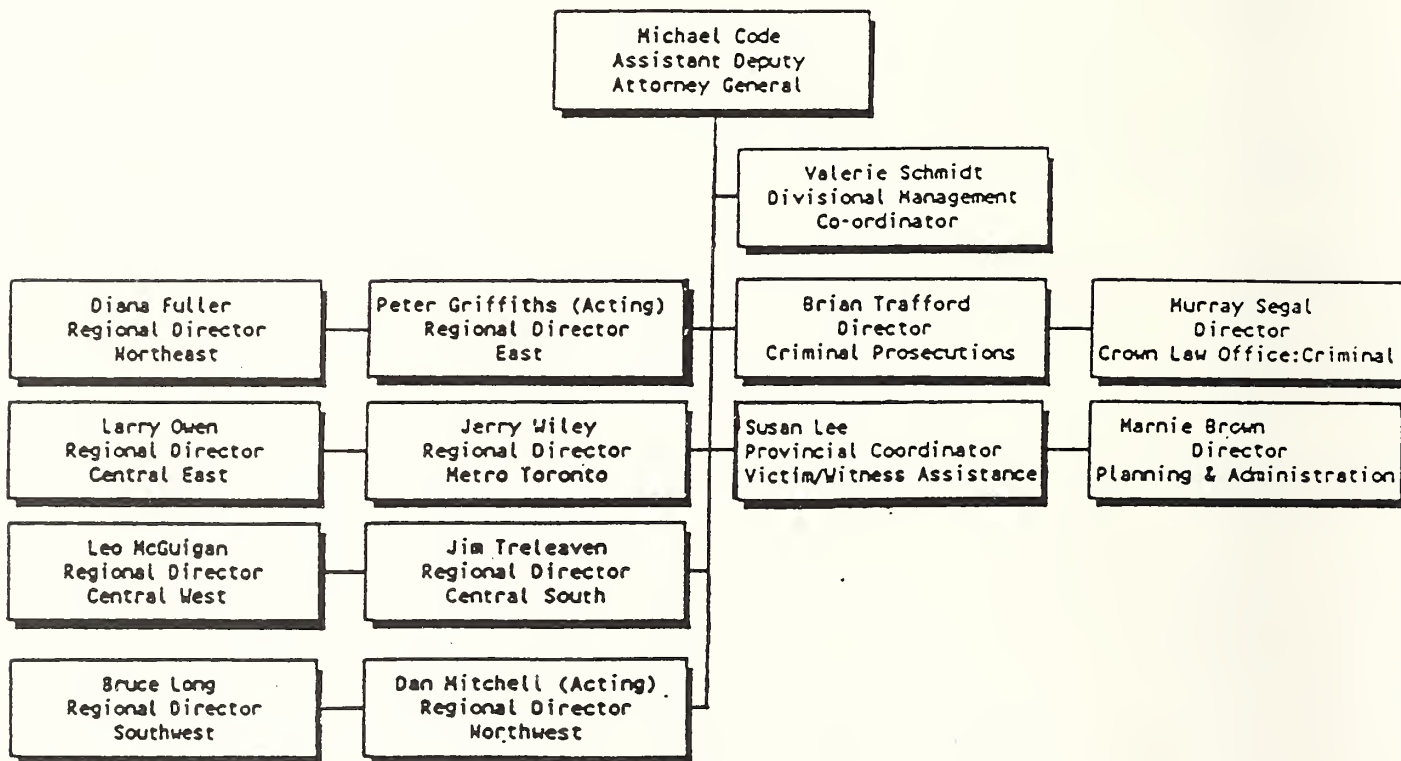 Michael Code
Assistant Deputy
Attorney General
Valerie Schmidt
Divisional Management
Co-ordinator
Diana Fuller
Regional Director
Northeast
Peter Griffiths (Acting)
Regional Director
East
Brian Trafford
Director
Criminal Prosecutions
Murray Segal
Director
Crown Law Office:Criminal
Larry Owen
Regional Director
Central East
Jerry Wiley
Regional Director
Metro Toronto
Susan Lee
Provincial Coordinator
Victim/Witness Assistance
Marnie Brown
Director
Planning & Administration
Leo McGuigan
Regional Director
Central West
Jim Treleaven
Regional Director
Central South
Bruce Long
Regional Director
Southwest
Dan Mitchell (Acting)
Regional Director
Northwest